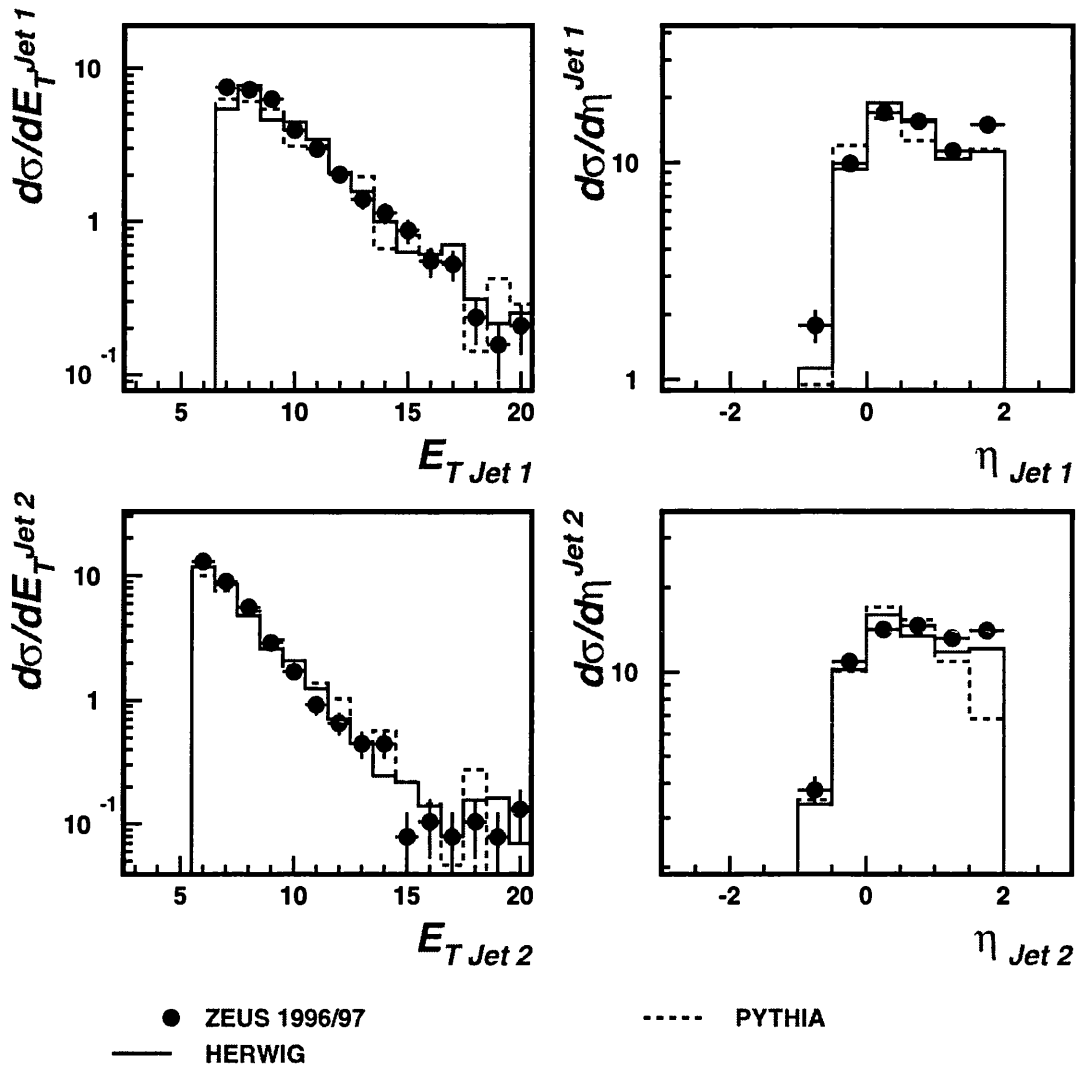 dσ/dE_T^Jet 1
10
1
10^-1
5 10 15 20
E_T Jet 1
dσ/dη^Jet 1
10
1
-2 0 2
η Jet 1
dσ/dE_T^Jet 2
10
1
10^-1
5 10 15 20
E_T Jet 2
dσ/dη^Jet 2
10
-2 0 2
η Jet 2
ZEUS 1996/97
PYTHIA
HERWIG